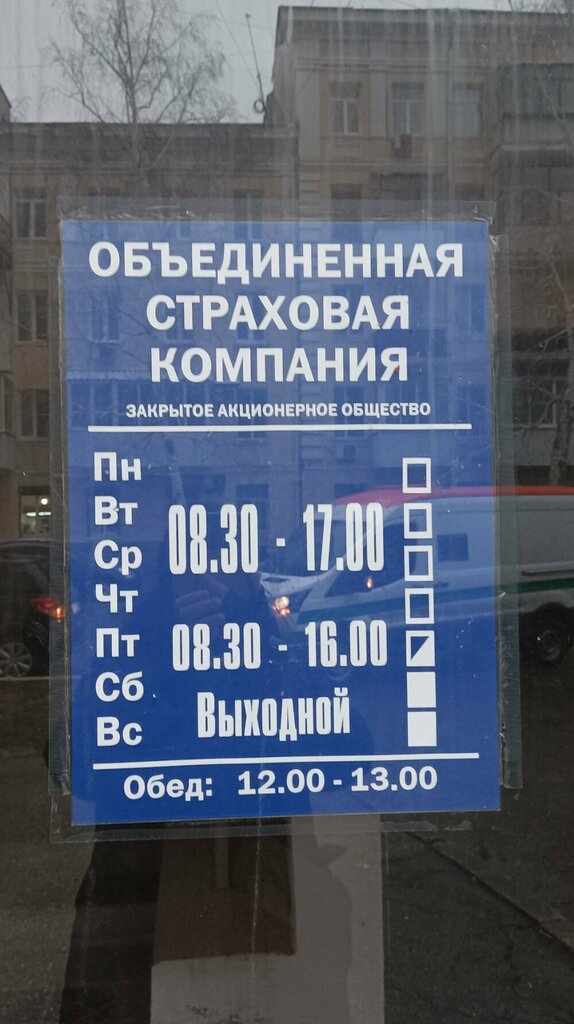 ОБЪЕДИНЕННАЯ
СТРАХОВАЯ
КОМПАНИЯ
ЗАКРЫТОЕ АКЦИОНЕРНОЕ ОБЩЕСТВО
Пн
Вт
Ср
Чт
08.30 - 17.00
Пт 08.30 - 16.00
Сб
Вс
Выходной
Обед: 12.00 - 13.00